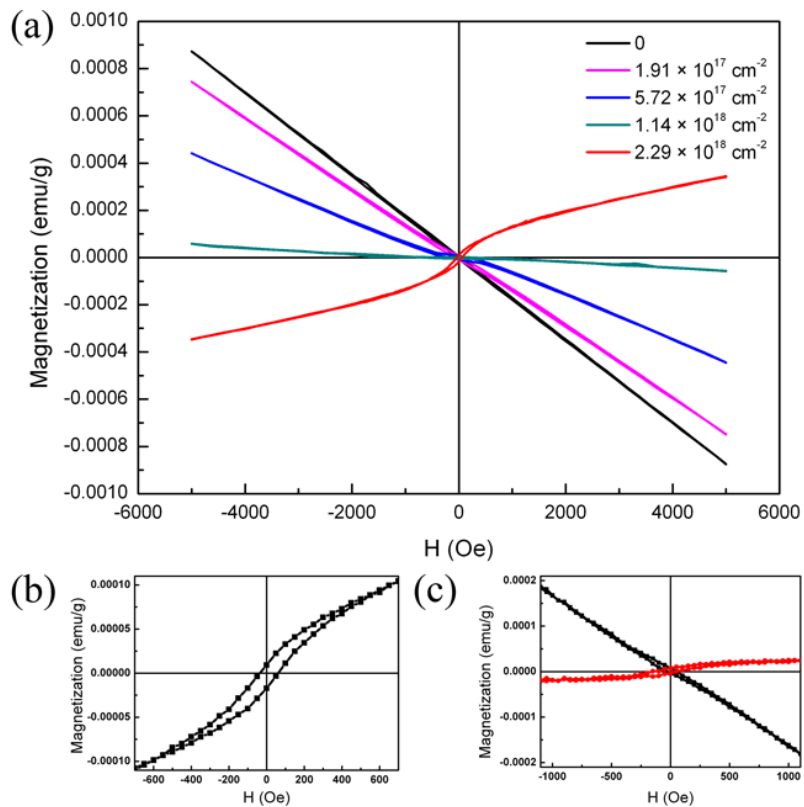 (a)
0.0010
0.0008
0.0006
0.0004
0.0002
0.0000
-0.0002
-0.0004
-0.0006
-0.0008
-0.0010
Magnetization (emu/g)
0
1.91 × 10¹⁷ cm⁻²
5.72 × 10¹⁷ cm⁻²
1.14 × 10¹⁸ cm⁻²
2.29 × 10¹⁸ cm⁻²
-6000 -4000 -2000 0 2000 4000 6000
H (Oe)
(b)
0.00010
0.00005
0.00000
-0.00005
-0.00010
Magnetization (emu/g)
-600 -400 -200 0 200 400 600
H (Oe)
(c)
0.0002
0.0001
0.0000
-0.0001
-0.0002
Magnetization (emu/g)
-1000 -500 0 500 1000
H (Oe)